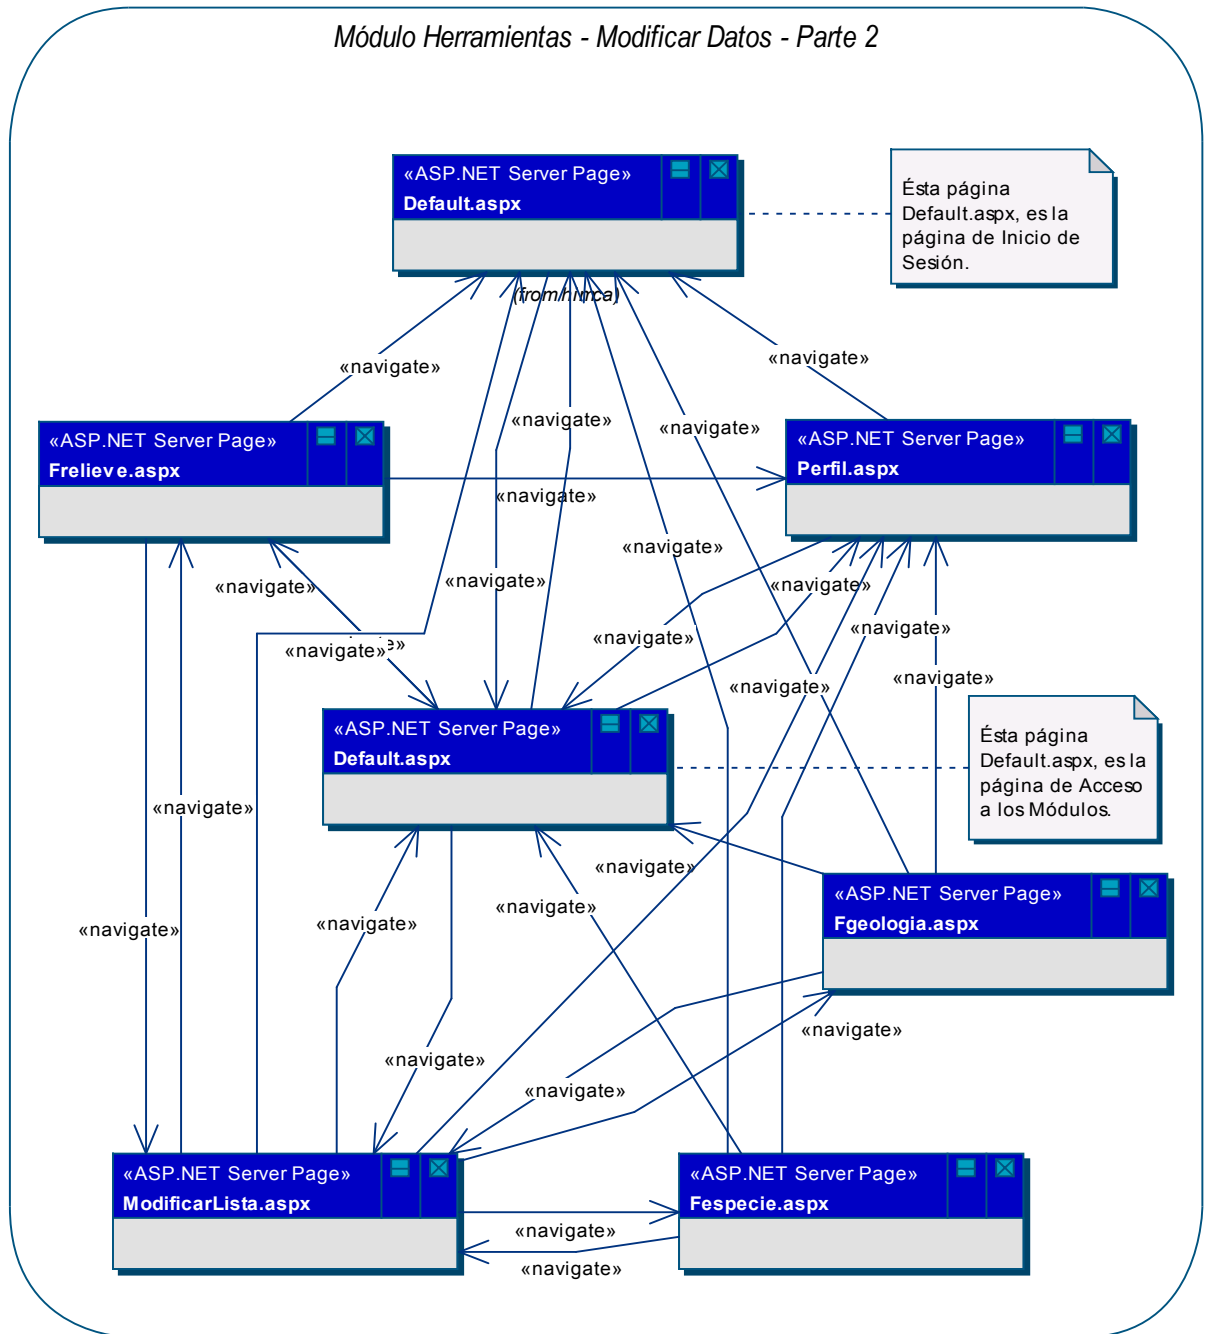 Módulo Herramientas - Modificar Datos - Parte 2
«ASP.NET Server Page»
Default.aspx
Ésta página
Default.aspx, es la
página de Inicio de
Sesión.
«navigate»
«navigate»
«navigate»
«navigate»
«ASP.NET Server Page»
Frelieve.aspx
«ASP.NET Server Page»
Perfil.aspx
«navigate»
«navigate»
«navigate»
«navigate»
«navigate»
«navigate»
«navigate»
«navigate»
«navigate»
«navigate»
«ASP.NET Server Page»
Default.aspx
Ésta página
Default.aspx, es la
página de Acceso
a los Módulos.
«navigate»
«navigate»
«ASP.NET Server Page»
Fgeologia.aspx
«navigate»
«navigate»
«navigate»
«navigate»
«navigate»
«navigate»
«ASP.NET Server Page»
ModificarLista.aspx
«ASP.NET Server Page»
Fespecie.aspx
«navigate»
«navigate»